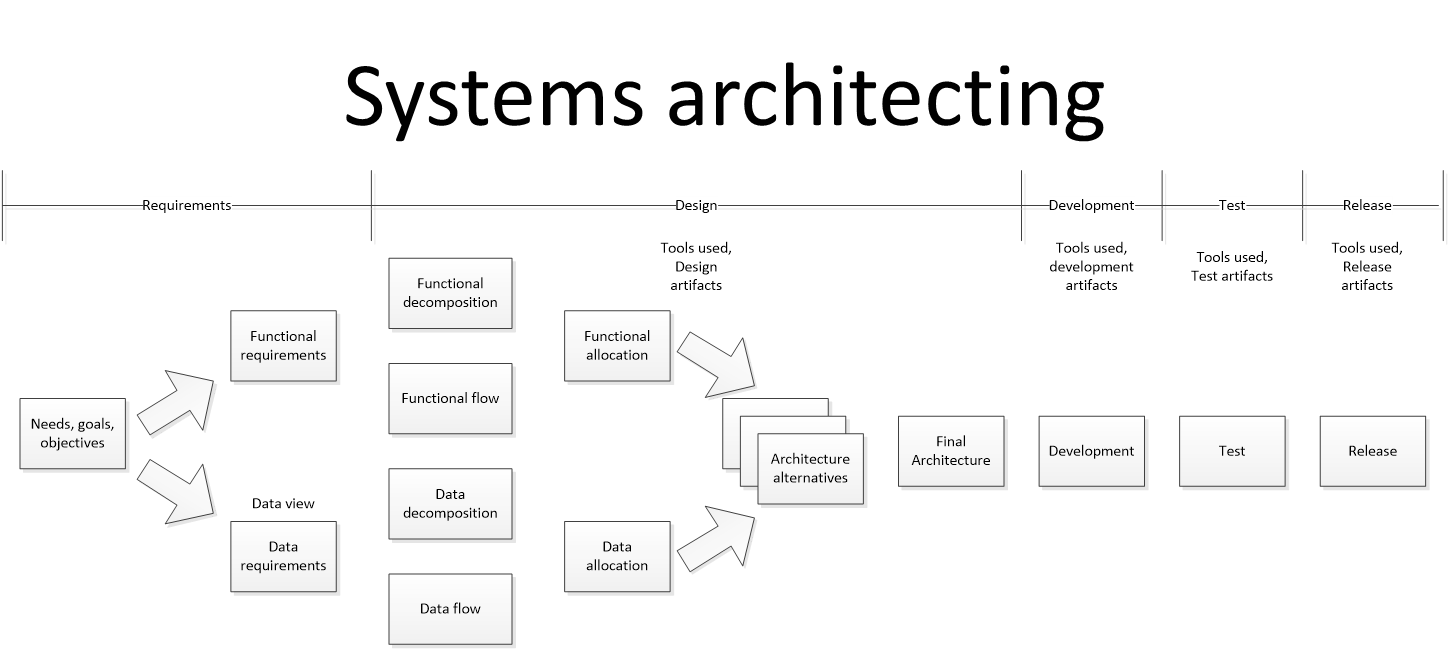 Systems architecting
Requirements
Design
Development
Test
Release
Tools used,
Design
artifacts
Tools used,
development
artifacts
Tools used,
Test artifacts
Tools used,
Release
artifacts
Needs, goals,
objectives
Functional
requirements
Data view
Data
requirements
Functional
decomposition
Functional flow
Data
decomposition
Data flow
Functional
allocation
Data
allocation
Architecture
alternatives
Final
Architecture
Development
Test
Release